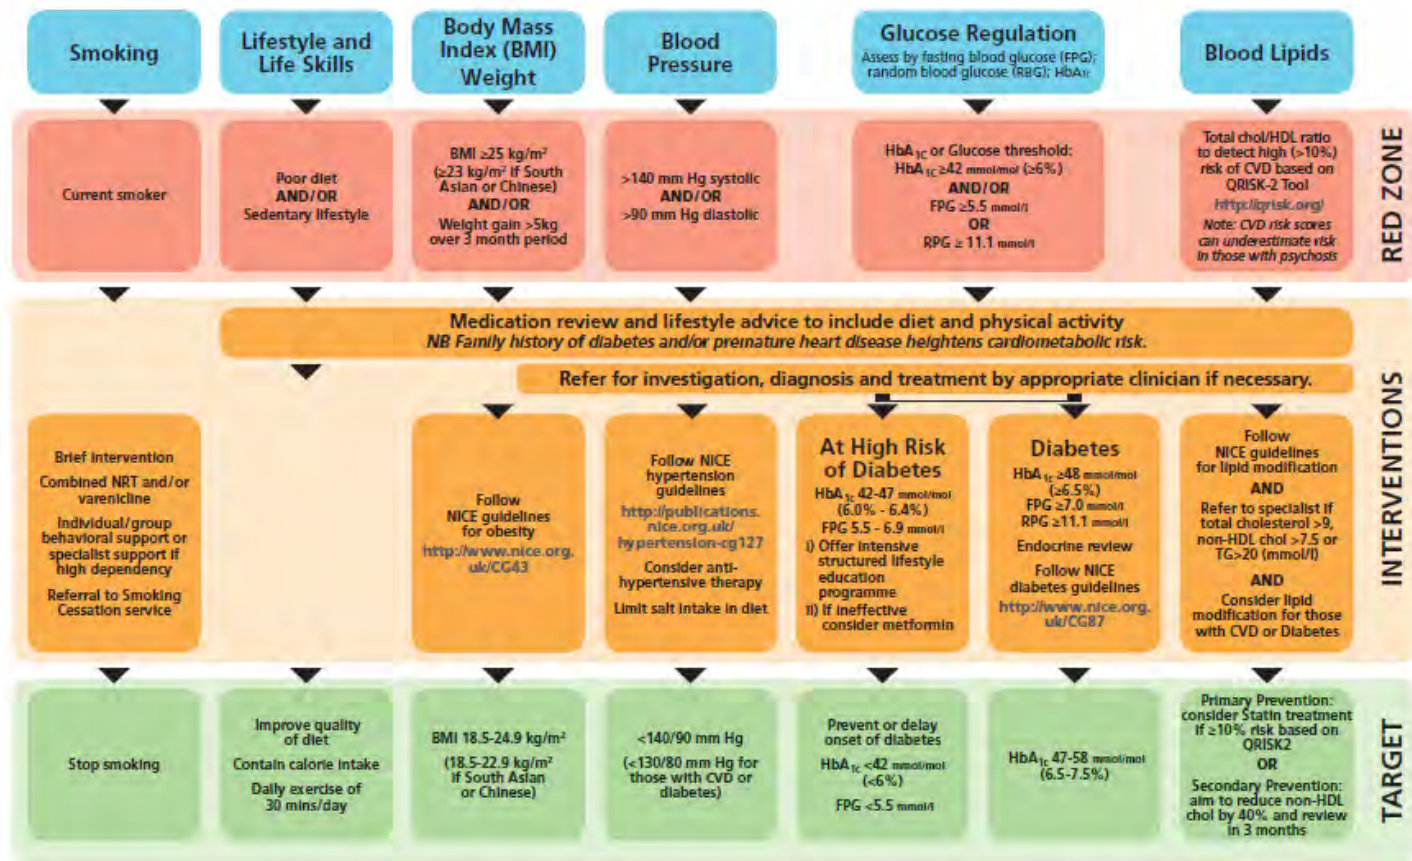 Smoking
Lifestyle and
Life Skills
Body Mass
Index (BMI)
Weight
Blood
Pressure
Glucose Regulation
Assess by fasting blood glucose (FPG);
random blood glucose (RBG); HbA1c
Blood Lipids
RED ZONE
Current smoker
Poor diet
AND/OR
Sedentary lifestyle
BMI ≥25 kg/m²
(≥23 kg/m² if South
Asian or Chinese)
AND/OR
Weight gain >5kg
over 3 month period
>140 mm Hg systolic
AND/OR
>90 mm Hg diastolic
HbA1C or Glucose threshold:
HbA1C ≥42 mmol/mol (≥6%)
AND/OR
FPG ≥5.5 mmol/l
OR
RPG ≥ 11.1 mmol/l
Total chol/HDL ratio
to detect high (>10%)
risk of CVD based on
QRISK-2 Tool
http://qrisk.org/
Note: CVD risk scores
can underestimate risk
in those with psychosis
INTERVENTIONS
Medication review and lifestyle advice to include diet and physical activity
NB Family history of diabetes and/or premature heart disease heightens cardiometabolic risk.
Refer for investigation, diagnosis and treatment by appropriate clinician if necessary.
Brief intervention
Combined NRT and/or
varenicline
Individual/group
behavioral support or
specialist support if
high dependency
Referral to Smoking
Cessation service
Follow
NICE guidelines
for obesity
http://www.nice.org.
uk/CG43
Follow NICE
hypertension
guidelines
http://publications.
nice.org.uk/
hypertension-cg127
Consider anti-
hypertensive therapy
Limit salt intake in diet
At High Risk
of Diabetes
HbA1c 42-47 mmol/mol
(6.0% - 6.4%)
FPG 5.5 - 6.9 mmol/l
i) Offer intensive
structured lifestyle
education
programme
ii) If ineffective
consider metformin
Diabetes
HbA1c ≥48 mmol/mol
(≥6.5%)
FPG ≥7.0 mmol/l
RPG ≥11.1 mmol/l
Endocrine review
Follow NICE
diabetes guidelines
http://www.nice.org.
uk/CG87
Follow
NICE guidelines
for lipid modification
AND
Refer to specialist if
total cholesterol >9,
non-HDL chol >7.5 or
TG>20 (mmol/l)
AND
Consider lipid
modification for those
with CVD or Diabetes
TARGET
Stop smoking
Improve quality
of diet
Contain calorie intake
Daily exercise of
30 mins/day
BMI 18.5-24.9 kg/m²
(18.5-22.9 kg/m²
if South Asian
or Chinese)
<140/90 mm Hg
(<130/80 mm Hg for
those with CVD or
diabetes)
Prevent or delay
onset of diabetes
HbA1c <42 mmol/mol
(<6%)
FPG <5.5 mmol/l
HbA1c 47-58 mmol/mol
(6.5-7.5%)
Primary Prevention:
consider Statin treatment
if ≥10% risk based on
QRISK2
OR
Secondary Prevention:
aim to reduce non-HDL
chol by 40% and review
in 3 months